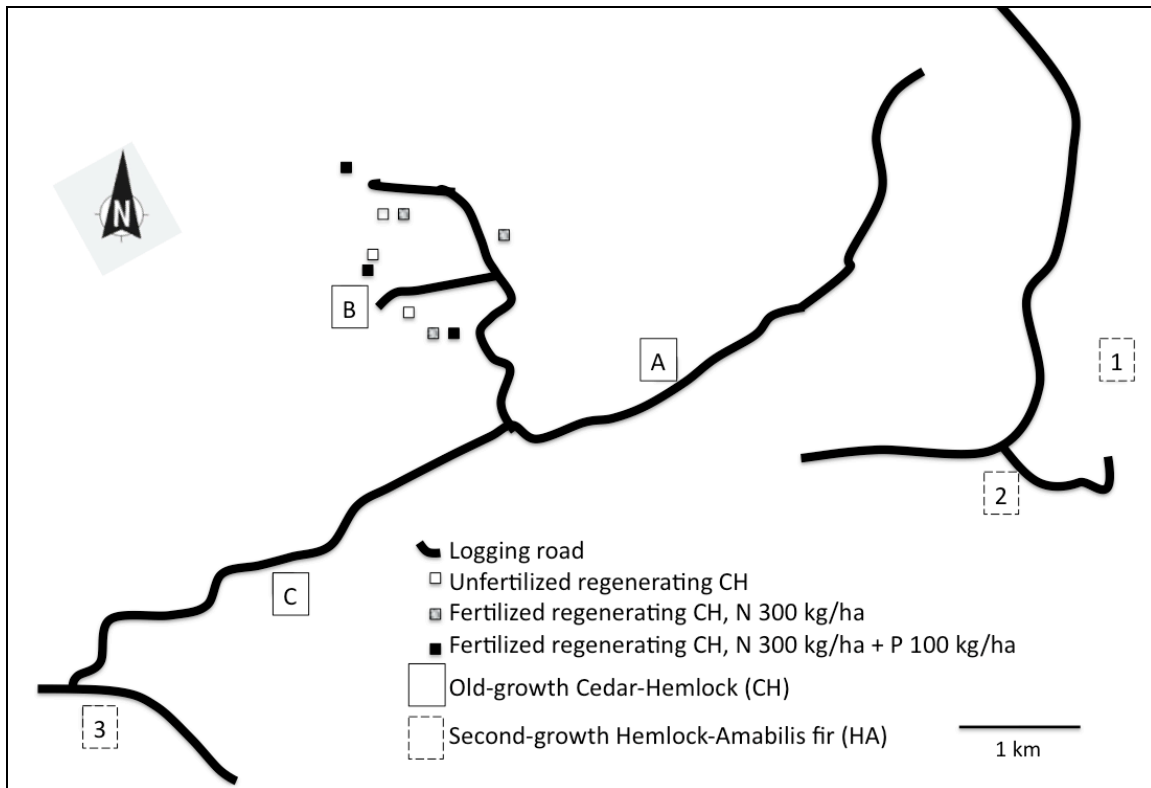 N
B
A
1
2
C
3
Logging road
Unfertilized regenerating CH
Fertilized regenerating CH, N 300 kg/ha
Fertilized regenerating CH, N 300 kg/ha + P 100 kg/ha
Old-growth Cedar-Hemlock (CH)
Second-growth Hemlock-Amabilis fir (HA)
1 km